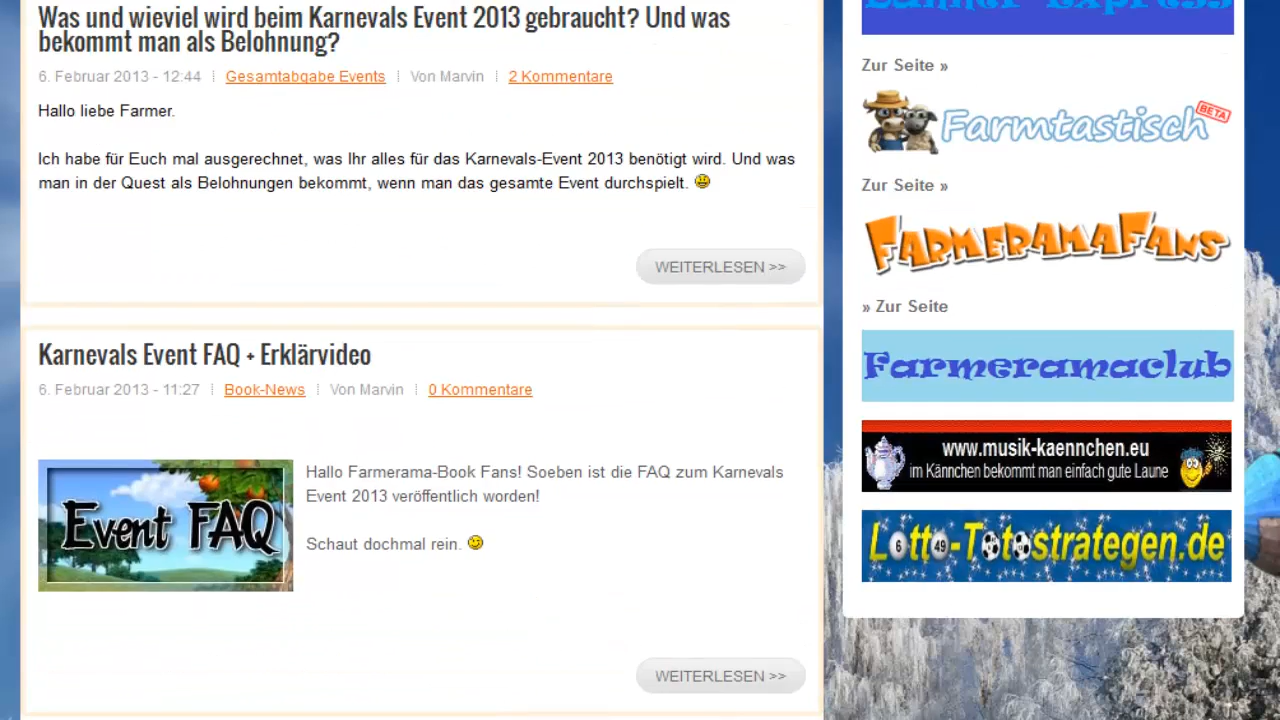 Was und wieviel wird beim Karnevals Event 2013 gebraucht? Und was
bekommt man als Belohnung?
6. Februar 2013 - 12:44 Gesamtabgabe Events Von Marvin 2 Kommentare
Hallo liebe Farmer.
Ich habe für Euch mal ausgerechnet, was Ihr alles für das Karnevals-Event 2013 benötigt wird. Und was
man in der Quest als Belohnungen bekommt, wenn man das gesamte Event durchspielt.
WEITERLESEN >>
Karnevals Event FAQ + Erklärvideo
6. Februar 2013 - 11:27 Book-News Von Marvin 0 Kommentare
Event FAQ
Hallo Farmerama-Book Fans! Soeben ist die FAQ zum Karnevals
Event 2013 veröffentlich worden!
Schaut dochmal rein.
WEITERLESEN >>
Zur Seite »
Farmtastisch BETA
Zur Seite »
FARMERAMAFANS
» Zur Seite
Farmeramaclub
www.musik-kaennchen.eu
im Kännchen bekommt man einfach gute Laune
6 49
Lotto-Totostrategen.de